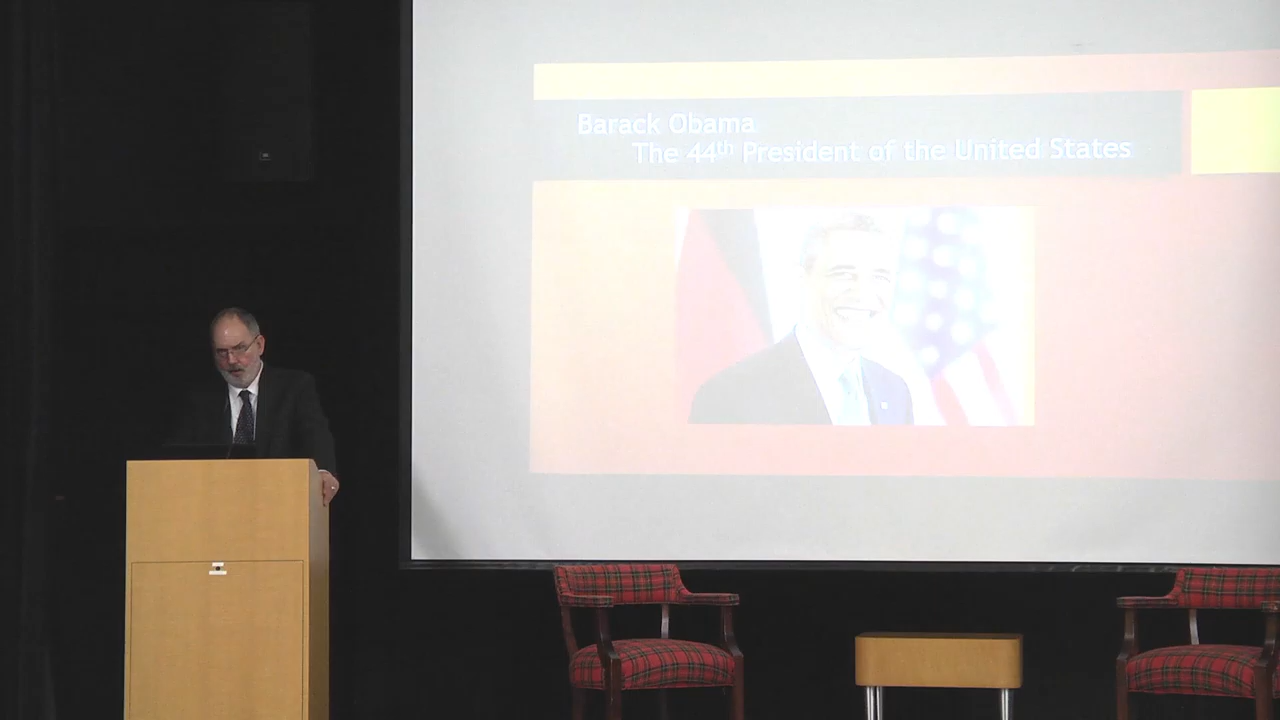 Barack Obama
The 44th President of the United States